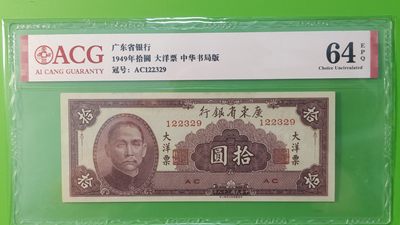 ACG
AI CANG GUARANTY
广东省银行
1949年拾圓 大洋票 中华书局版
冠号：AC122329
64 EPQ
Choice Uncirculated
拾 行銀省東廣 拾
122329 122329
大洋票 圓拾 大洋票
AC AC
拾 拾